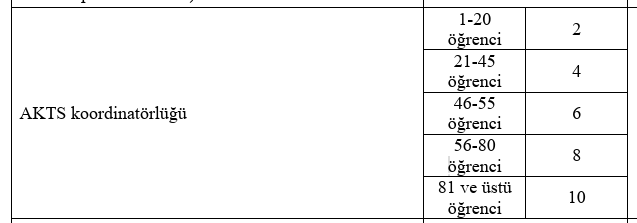 1-20
öğrenci
2
21-45
öğrenci
4
AKTS koordinatörlüğü
46-55
öğrenci
6
56-80
öğrenci
8
81 ve üstü
öğrenci
10